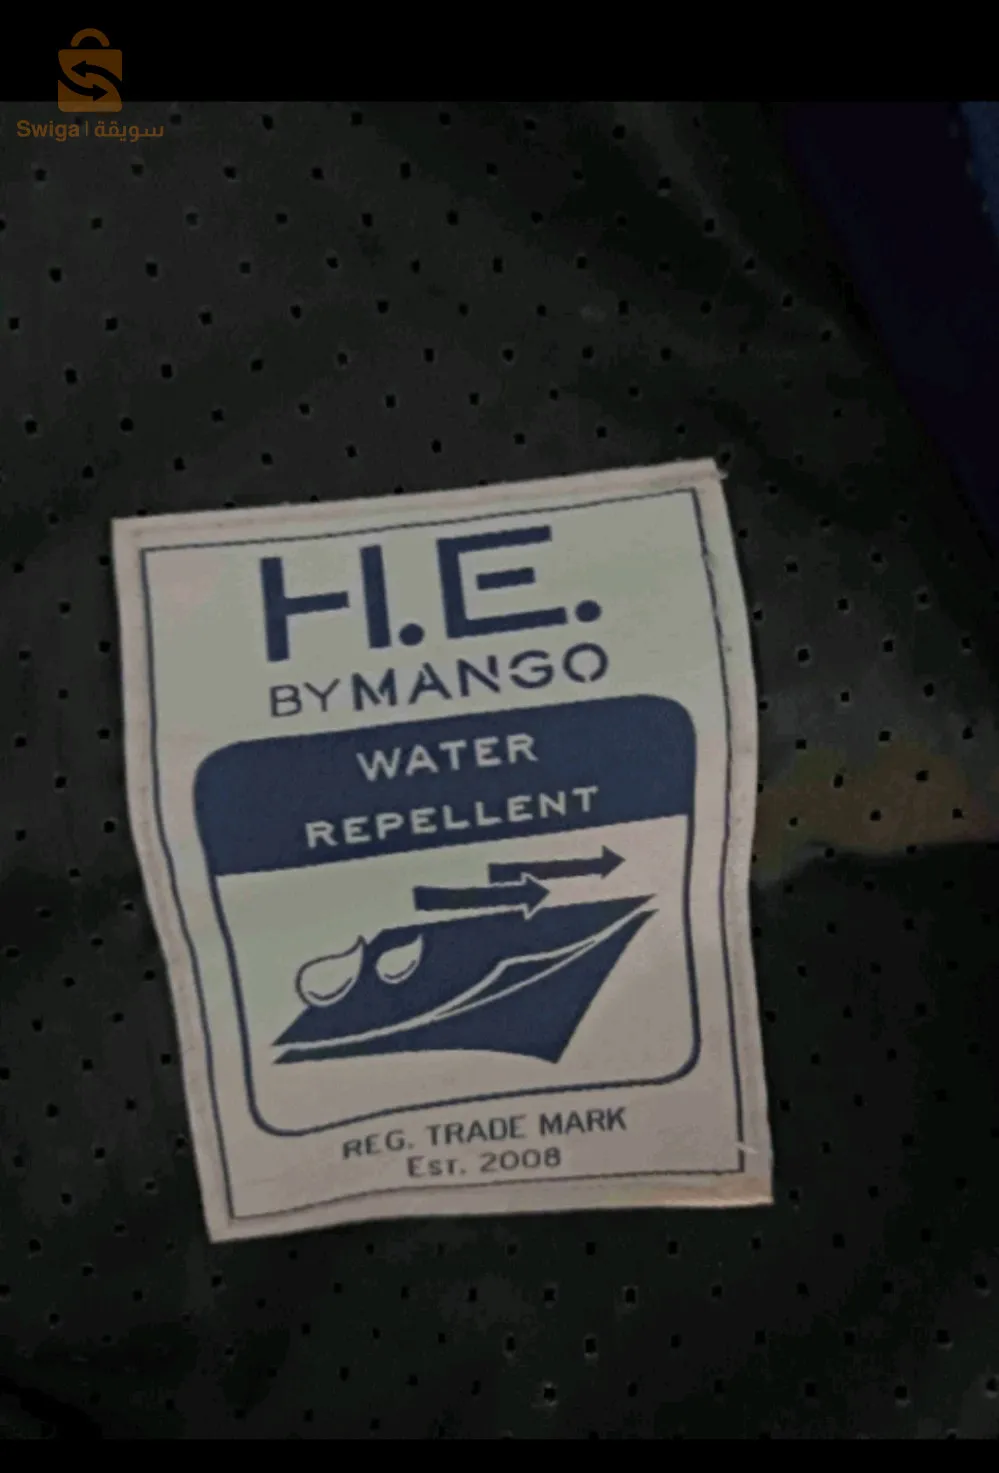 Swiga | سويقة
H.E.
BY MANGO
WATER
REPELLENT
REG. TRADE MARK
EST. 2008